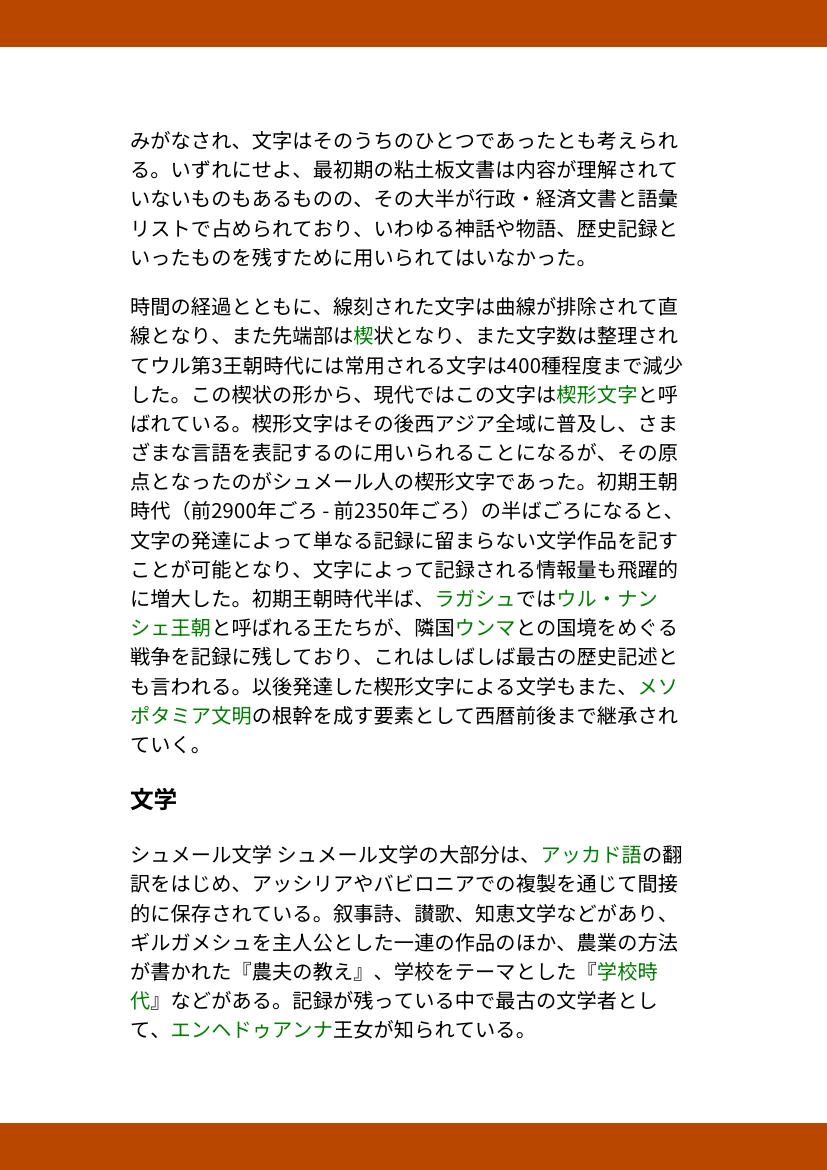 みがなされ、文字はそのうちのひとつであったとも考えられ
る。いずれにせよ、最初期の粘土板文書は内容が理解されて
いないものもあるものの、その大半が行政・経済文書と語彙
リストで占められており、いわゆる神話や物語、歴史記録と
いったものを残すために用いられてはいなかった。
時間の経過とともに、線刻された文字は曲線が排除されて直
線となり、また先端部は楔状となり、また文字数は整理され
てウル第3王朝時代には常用される文字は400種程度まで減少
した。この楔状の形から、現代ではこの文字は楔形文字と呼
ばれている。楔形文字はその後西アジア全域に普及し、さま
ざまな言語を表記するのに用いられることになるが、その原
点となったのがシュメール人の楔形文字であった。初期王朝
時代（前2900年ごろ - 前2350年ごろ）の半ばごろになると、
文字の発達によって単なる記録に留まらない文学作品を記す
ことが可能となり、文字によって記録される情報量も飛躍的
に増大した。初期王朝時代半ば、ラガシュではウル・ナン
シェ王朝と呼ばれる王たちが、隣国ウンマとの国境をめぐる
戦争を記録に残しており、これはしばしば最古の歴史記述と
も言われる。以後発達した楔形文字による文学もまた、メソ
ポタミア文明の根幹を成す要素として西暦前後まで継承され
ていく。
文学
シュメール文学 シュメール文学の大部分は、アッカド語の翻
訳をはじめ、アッシリアやバビロニアでの複製を通じて間接
的に保存されている。叙事詩、讃歌、知恵文学などがあり、
ギルガメシュを主人公とした一連の作品のほか、農業の方法
が書かれた『農夫の教え』、学校をテーマとした『学校時
代』などがある。記録が残っている中で最古の文学者とし
て、エンヘドゥアンナ王女が知られている。